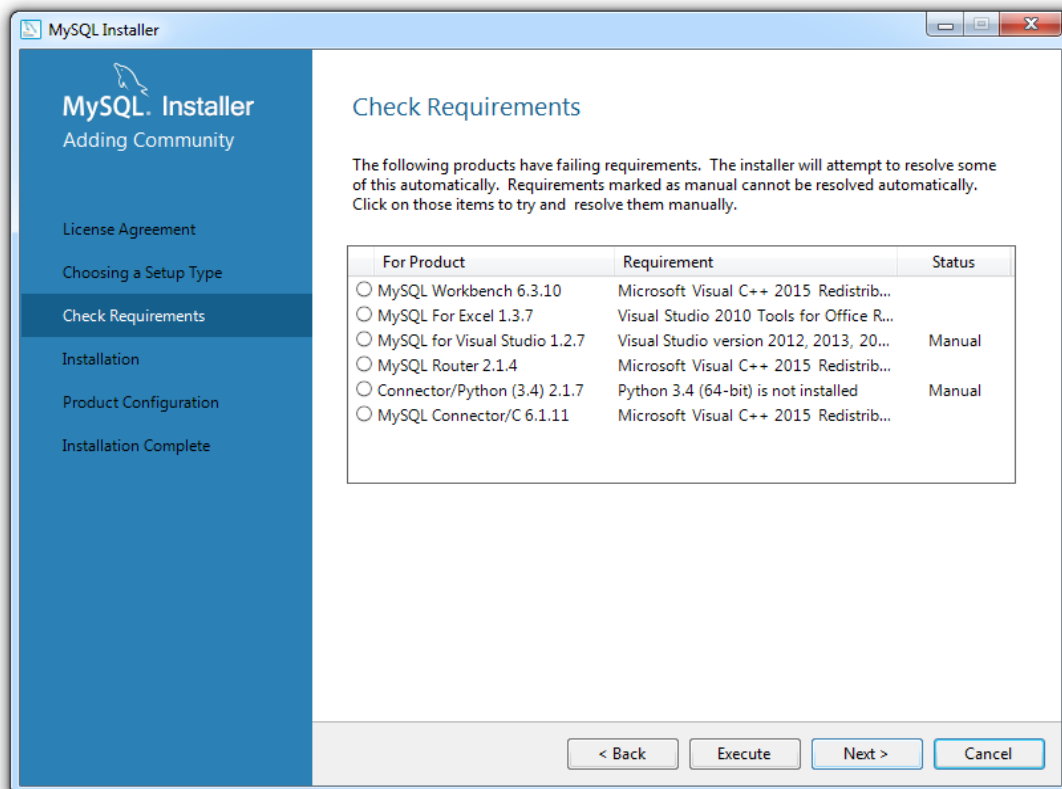 MySQL Installer
MySQL. Installer
Adding Community
License Agreement
Choosing a Setup Type
Check Requirements
Installation
Product Configuration
Installation Complete
Check Requirements
The following products have failing requirements. The installer will attempt to resolve some
of this automatically. Requirements marked as manual cannot be resolved automatically.
Click on those items to try and resolve them manually.
For Product Requirement Status
MySQL Workbench 6.3.10 Microsoft Visual C++ 2015 Redistrib...
MySQL For Excel 1.3.7 Visual Studio 2010 Tools for Office R...
MySQL for Visual Studio 1.2.7 Visual Studio version 2012, 2013, 20... Manual
MySQL Router 2.1.4 Microsoft Visual C++ 2015 Redistrib...
Connector/Python (3.4) 2.1.7 Python 3.4 (64-bit) is not installed Manual
MySQL Connector/C 6.1.11 Microsoft Visual C++ 2015 Redistrib...
< Back Execute Next > Cancel